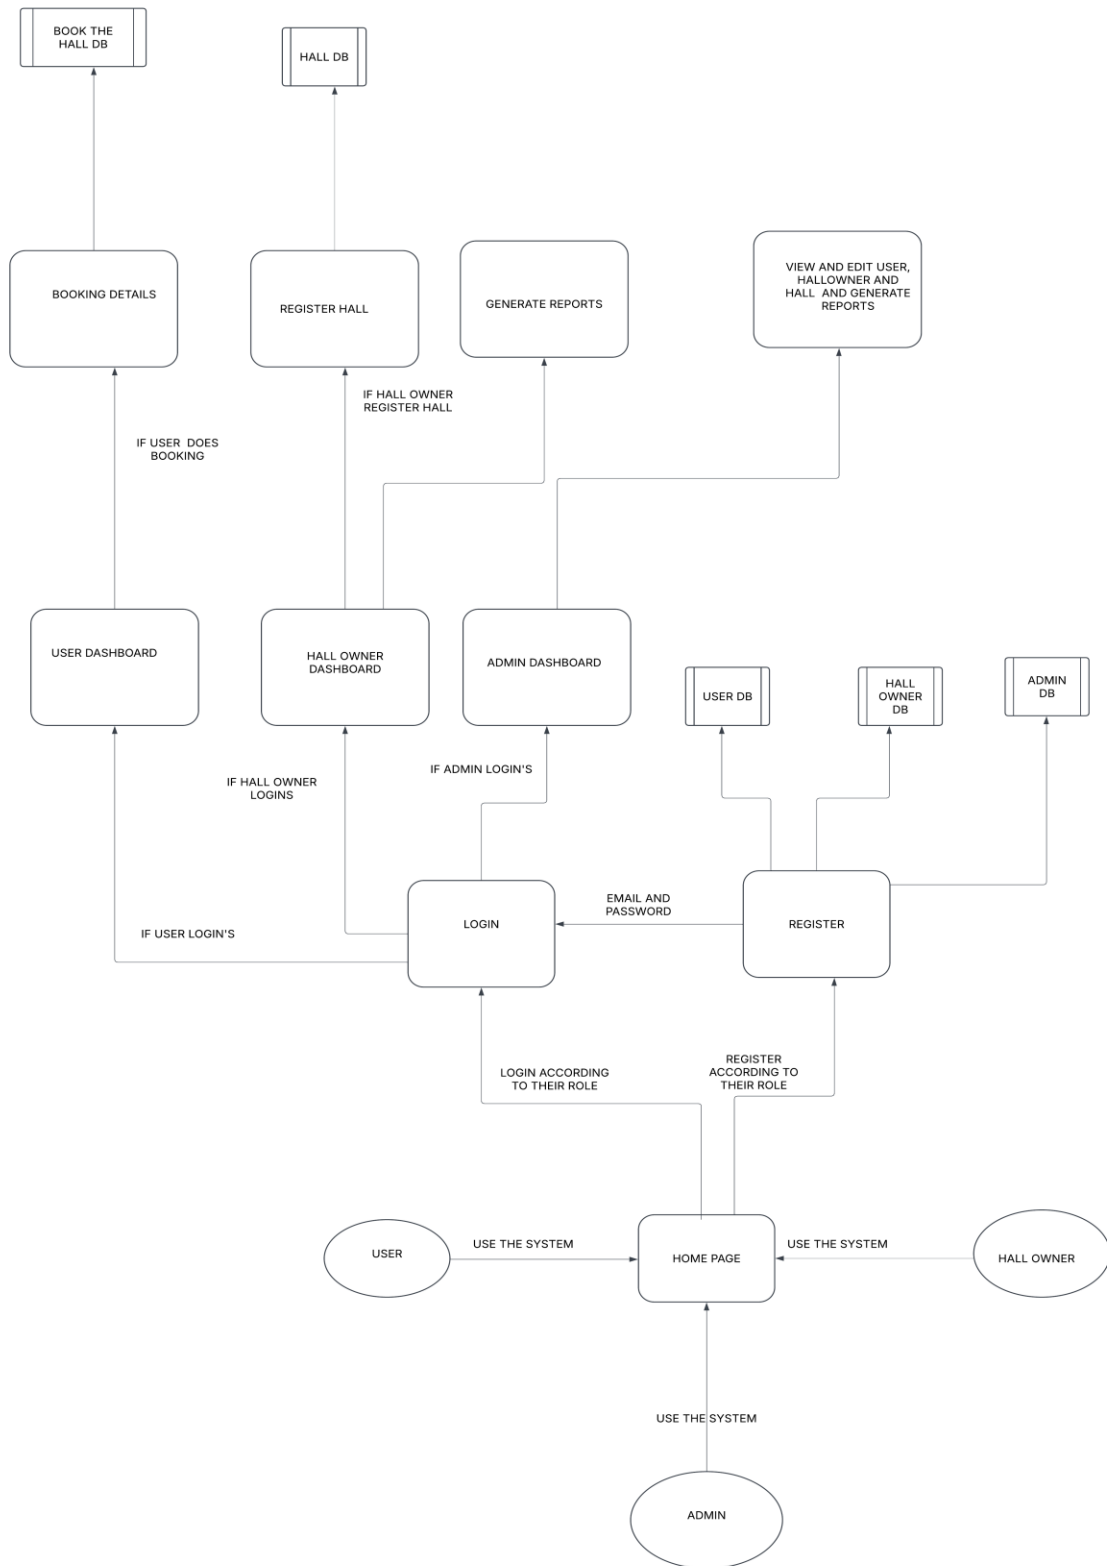 BOOK THE
HALL DB
HALL DB
BOOKING DETAILS
REGISTER HALL
GENERATE REPORTS
VIEW AND EDIT USER,
HALLOWNER AND
HALL AND GENERATE
REPORTS
IF HALL OWNER
REGISTER HALL
IF USER DOES
BOOKING
USER DASHBOARD
HALL OWNER
DASHBOARD
ADMIN DASHBOARD
USER DB
HALL
OWNER
DB
ADMIN
DB
IF HALL OWNER
LOGINS
IF ADMIN LOGIN'S
IF USER LOGIN'S
LOGIN
EMAIL AND
PASSWORD
REGISTER
LOGIN ACCORDING
TO THEIR ROLE
REGISTER
ACCORDING TO
THEIR ROLE
USER
USE THE SYSTEM
HOME PAGE
USE THE SYSTEM
HALL OWNER
USE THE SYSTEM
ADMIN